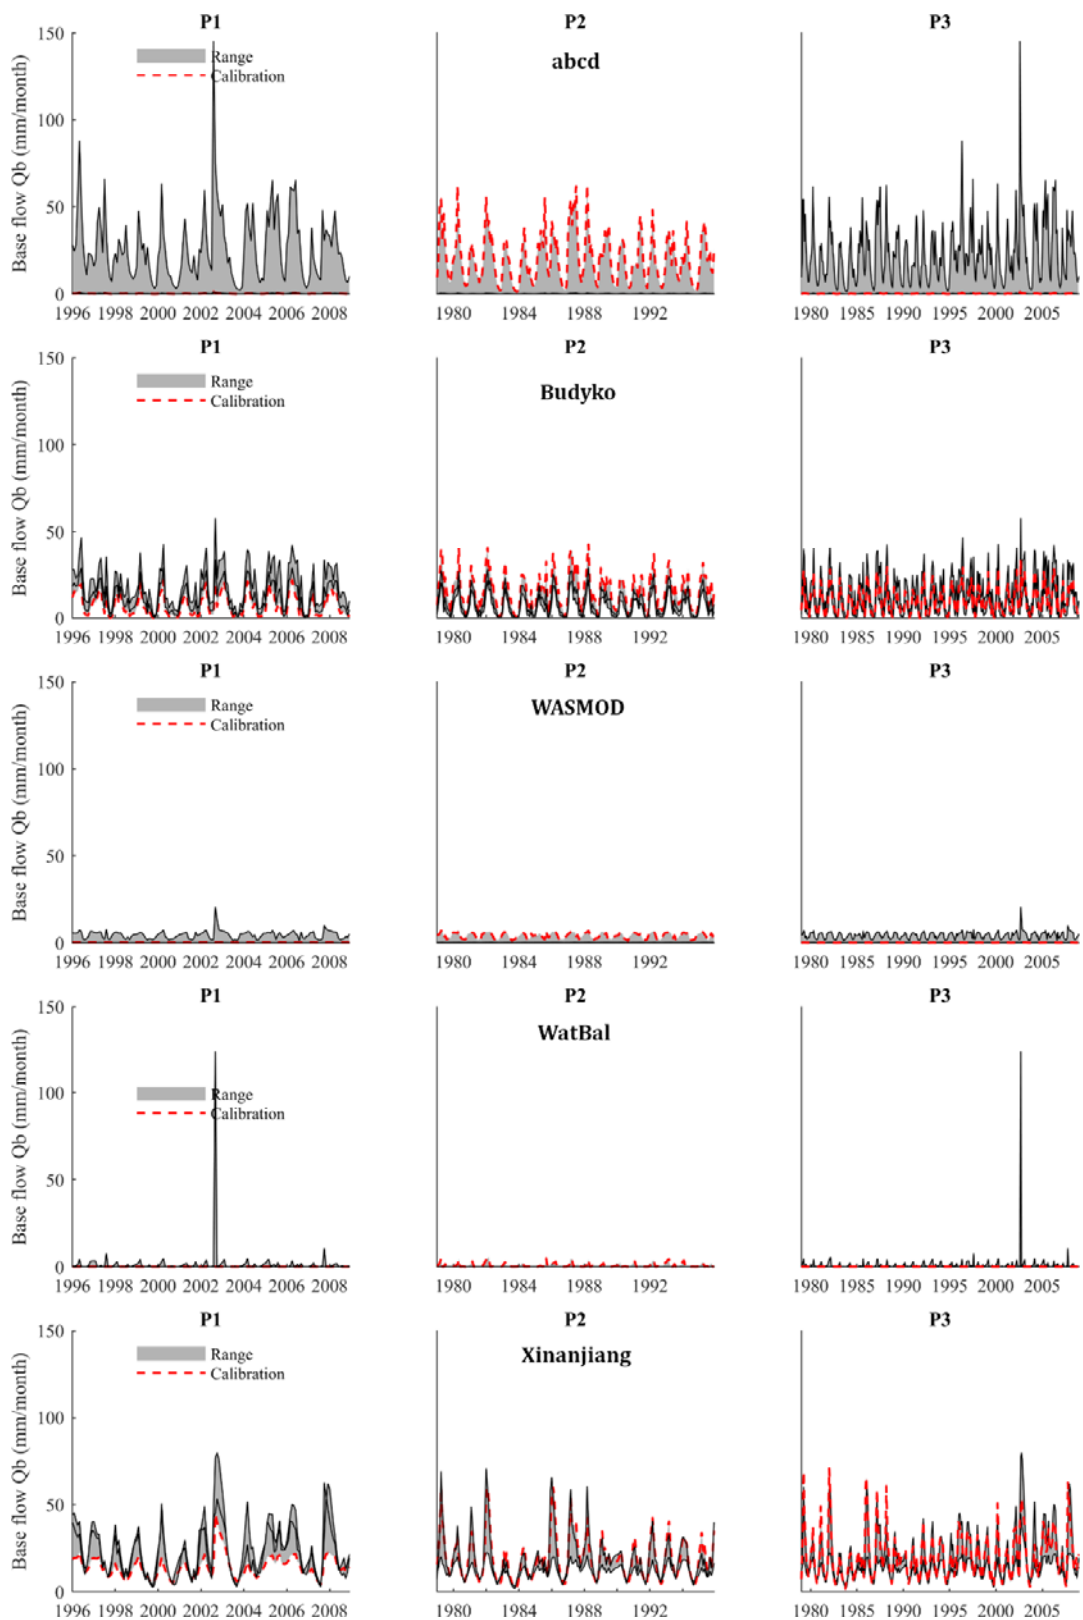 P1 P2 P3
Base flow Qb (mm/month)
150
100
50
0
Range
Calibration
abcd
1996 1998 2000 2002 2004 2006 2008
1980 1984 1988 1992
1980 1985 1990 1995 2000 2005
P1 P2 P3
Base flow Qb (mm/month)
150
100
50
0
Range
Calibration
Budyko
1996 1998 2000 2002 2004 2006 2008
1980 1984 1988 1992
1980 1985 1990 1995 2000 2005
P1 P2 P3
Base flow Qb (mm/month)
150
100
50
0
Range
Calibration
WASMOD
1996 1998 2000 2002 2004 2006 2008
1980 1984 1988 1992
1980 1985 1990 1995 2000 2005
P1 P2 P3
Base flow Qb (mm/month)
150
100
50
0
Range
Calibration
WatBal
1996 1998 2000 2002 2004 2006 2008
1980 1984 1988 1992
1980 1985 1990 1995 2000 2005
P1 P2 P3
Base flow Qb (mm/month)
150
100
50
0
Range
Calibration
Xinanjiang
1996 1998 2000 2002 2004 2006 2008
1980 1984 1988 1992
1980 1985 1990 1995 2000 2005